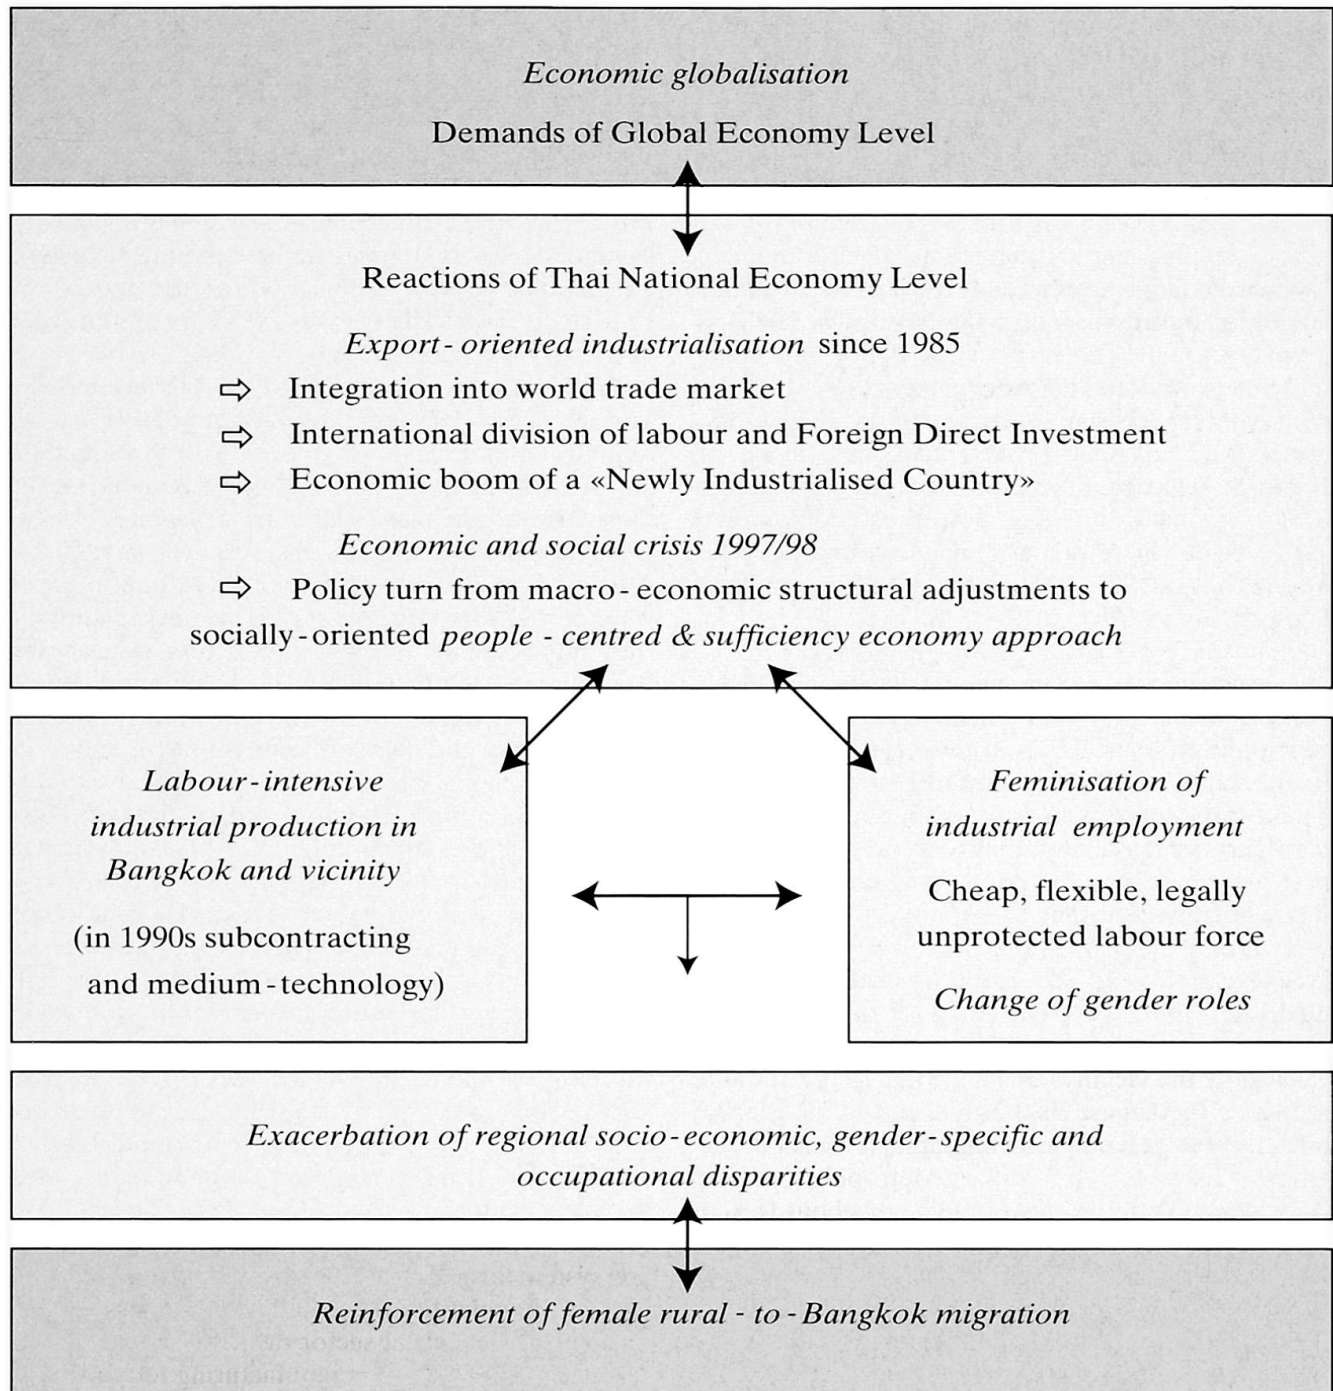 Economic globalisation
Demands of Global Economy Level
Reactions of Thai National Economy Level
Export-oriented industrialisation since 1985
⇨ Integration into world trade market
⇨ International division of labour and Foreign Direct Investment
⇨ Economic boom of a «Newly Industrialised Country»
Economic and social crisis 1997/98
⇨ Policy turn from macro-economic structural adjustments to
socially-oriented people-centred & sufficiency economy approach
Labour-intensive
industrial production in
Bangkok and vicinity
(in 1990s subcontracting
and medium-technology)
Feminisation of
industrial employment
Cheap, flexible, legally
unprotected labour force
Change of gender roles
Exacerbation of regional socio-economic, gender-specific and
occupational disparities
Reinforcement of female rural-to-Bangkok migration